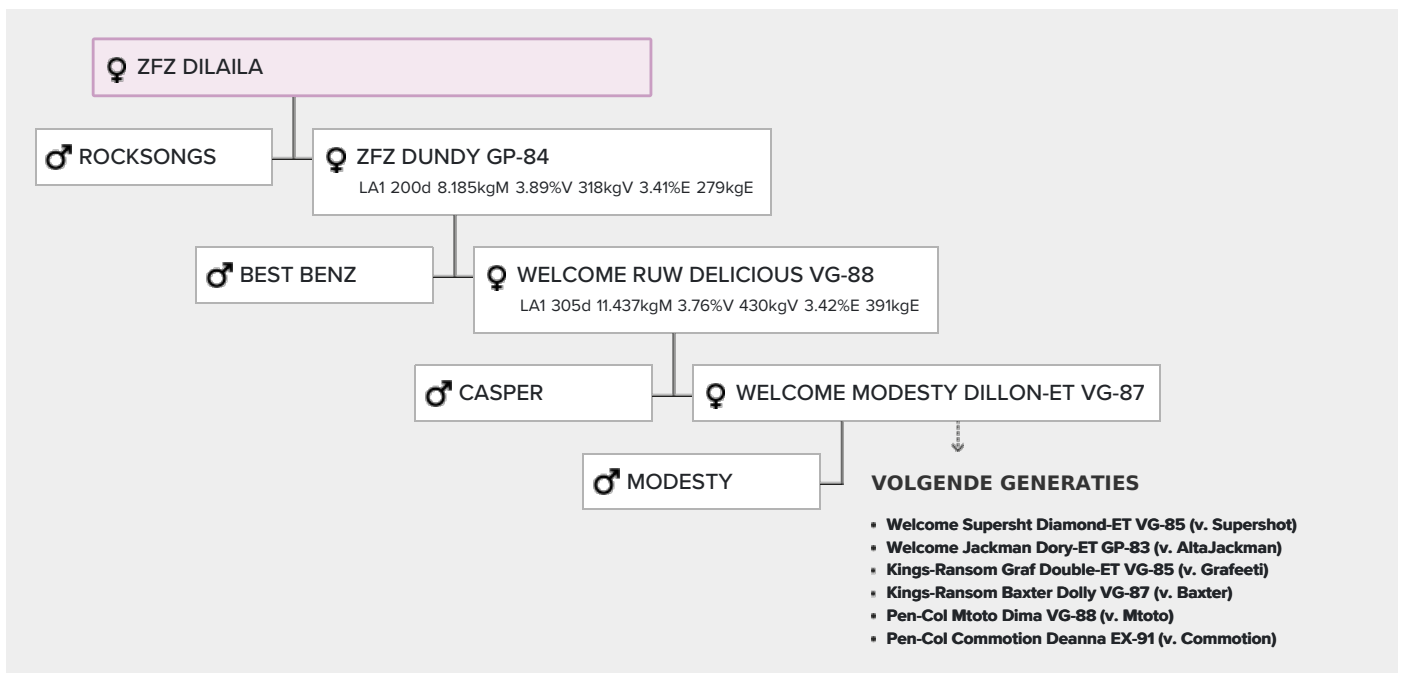 ZFZ DILAILA
ROCKSONGS
ZFZ DUNDY GP-84
LA1 200d 8.185kgM 3.89%V 318kgV 3.41%E 279kgE
BEST BENZ
WELCOME RUW DELICIOUS VG-88
LA1 305d 11.437kgM 3.76%V 430kgV 3.42%E 391kgE
CASPER
WELCOME MODESTY DILLON-ET VG-87
MODESTY
VOLGENDE GENERATIES
• Welcome Supersht Diamond-ET VG-85 (v. Supershot)
• Welcome Jackman Dory-ET GP-83 (v. AltaJackman)
• Kings-Ransom Graf Double-ET VG-85 (v. Grafeeti)
• Kings-Ransom Baxter Dolly VG-87 (v. Baxter)
• Pen-Col Mtoto Dima VG-88 (v. Mtoto)
• Pen-Col Commotion Deanna EX-91 (v. Commotion)